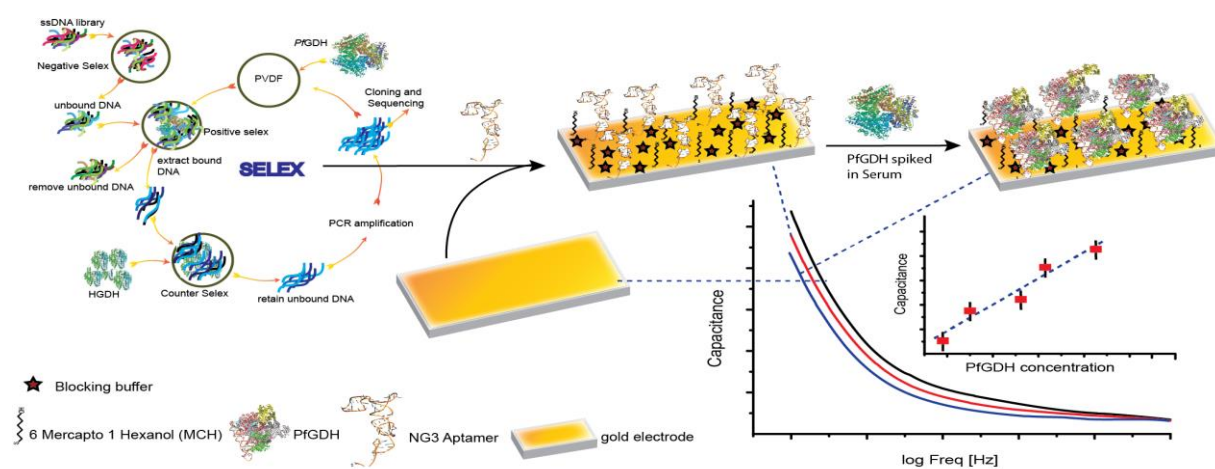 ssDNA library
Negative Selex
unbound DNA
Positive selex
remove unbound DNA
extract bound
DNA
HGDH
Counter Selex
retain unbound DNA
PCR amplification
Cloning and
Sequencing
PVDF
PfGDH
SELEX
PfGDH spiked
in Serum
Capacitance
log Freq [Hz]
Capacitance
PfGDH concentration
Blocking buffer
6 Mercapto 1 Hexanol (MCH)
PfGDH
NG3 Aptamer
gold electrode